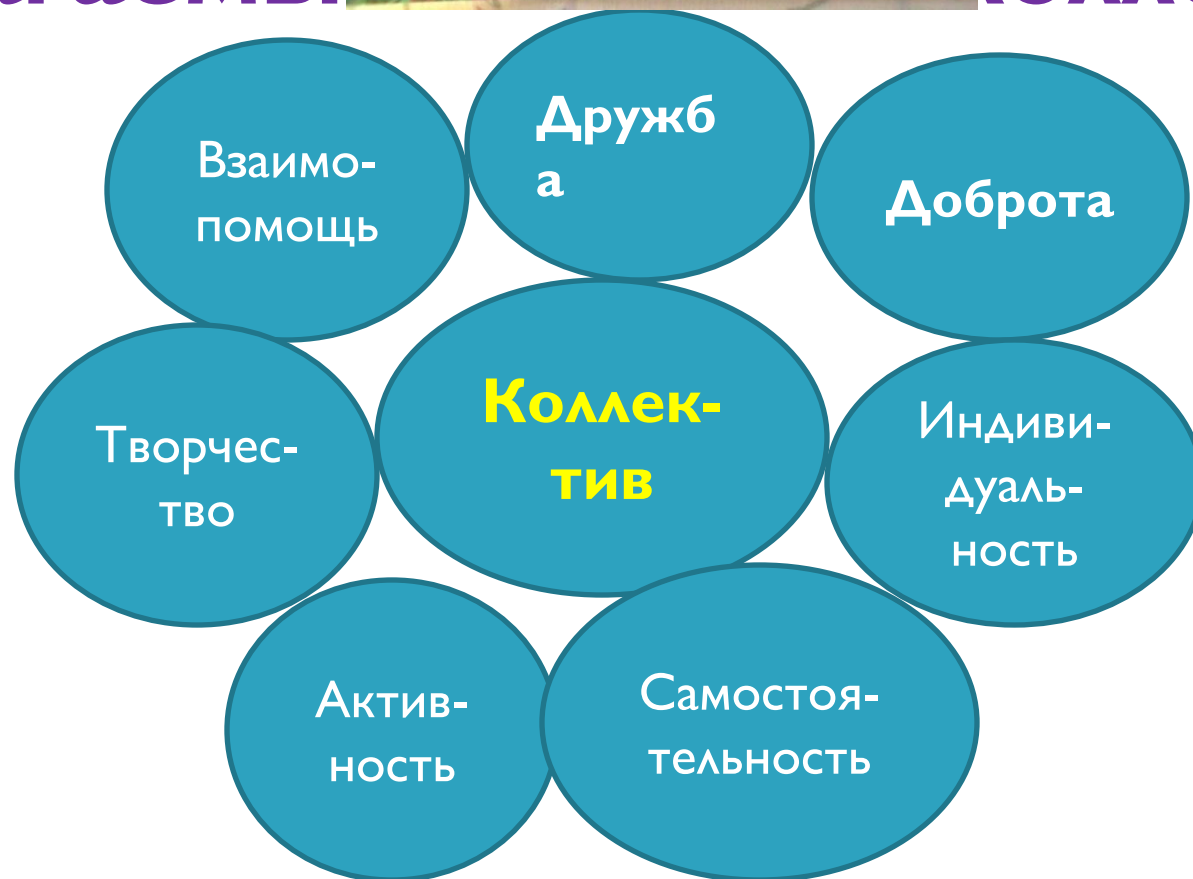 Дружб
а
Взаимо-
помощь
Доброта
Коллек-
тив
Творчес-
тво
Индиви-
дуаль-
ность
Актив-
ность
Самостоя-
тельность